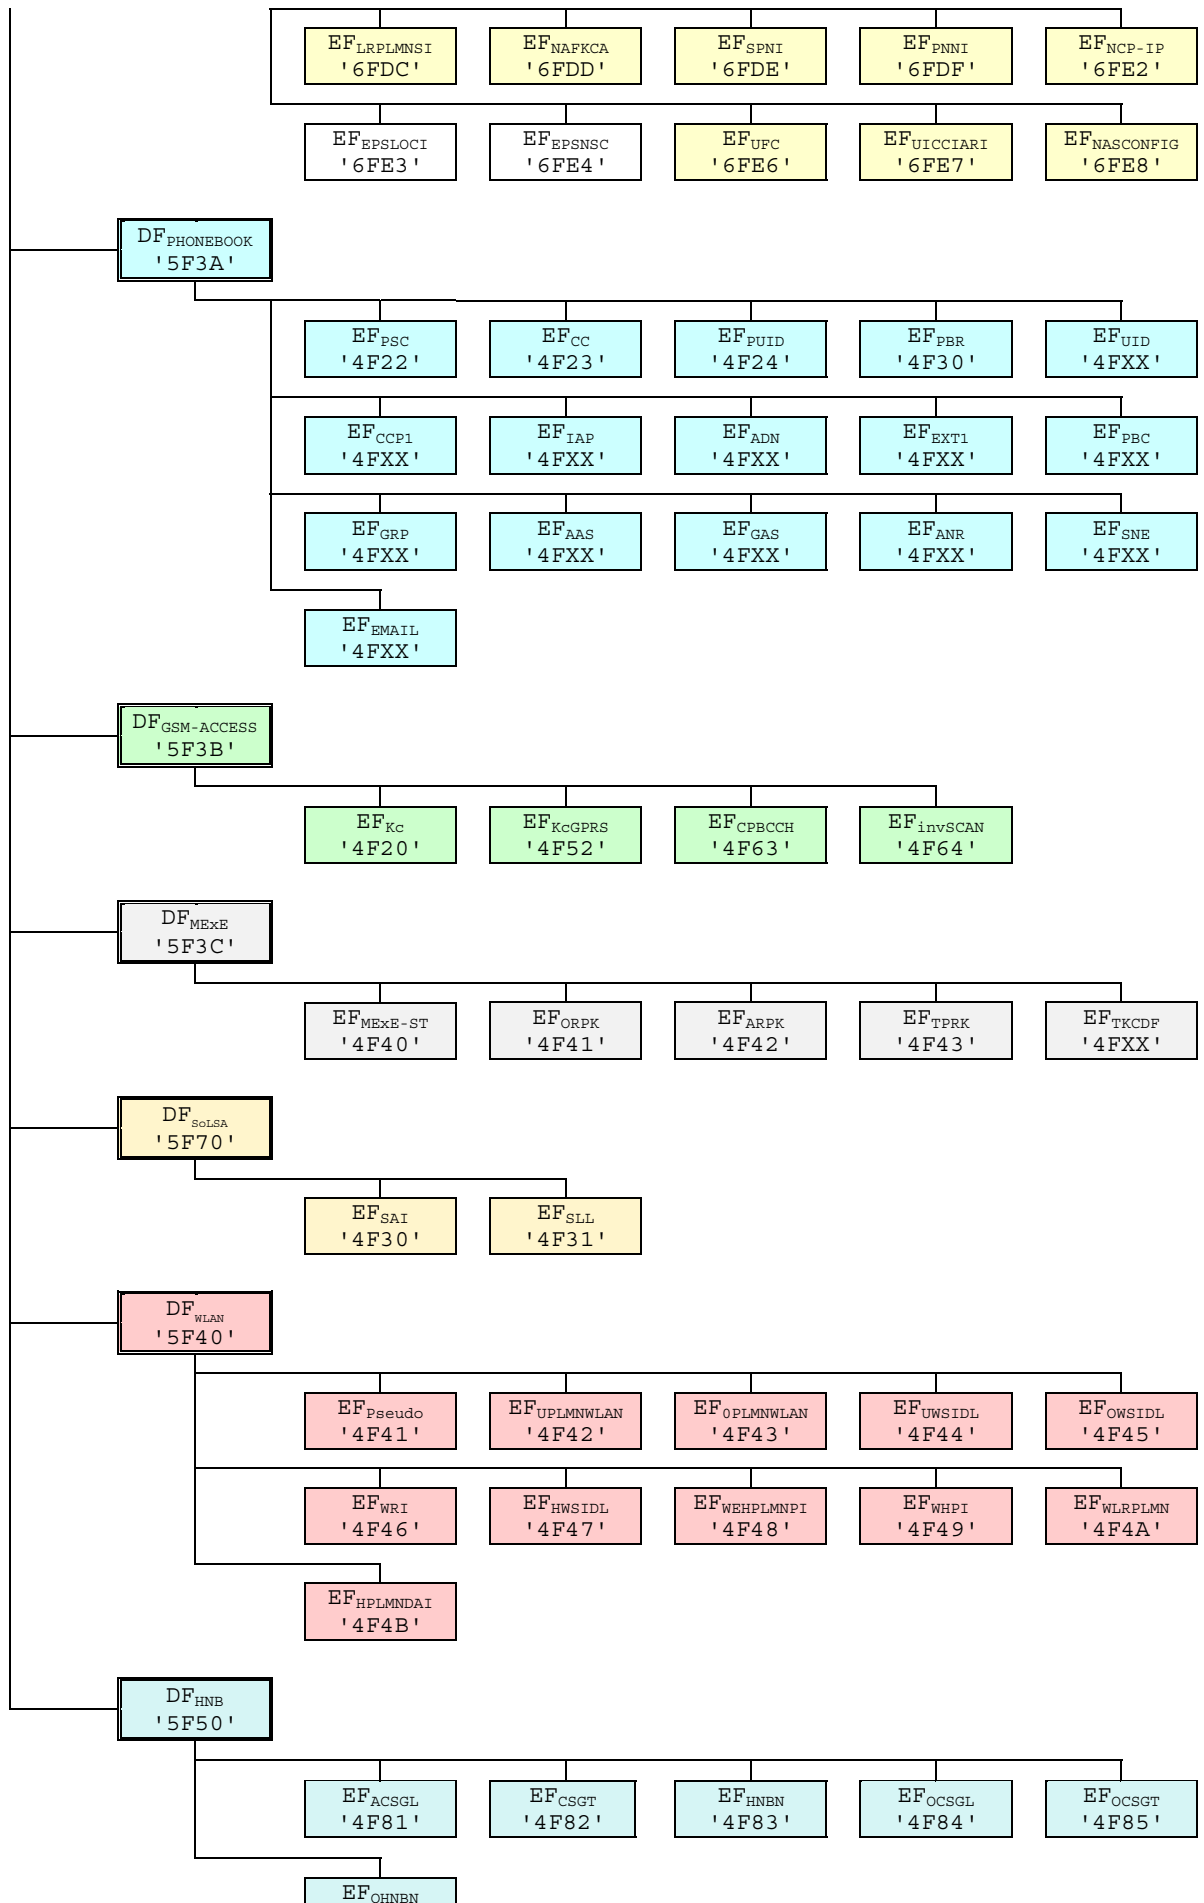 EFLRPLMNSI EFNAFKCA EFSPNI EFPNNI EFNCP-IP
'6FDC' '6FDD' '6FDE' '6FDF' '6FE2'
EFEPSLOCI EFEPSNSC EFUFC EFUICCIARI EFNASCONFIG
'6FE3' '6FE4' '6FE6' '6FE7' '6FE8'
DFPHONEBOOK
'5F3A'
EFPSC EFCC EFPUID EFPBR EFUID
'4F22' '4F23' '4F24' '4F30' '4FXX'
EFCCP1 EFIAP EFADN EFEXT1 EFPBC
'4FXX' '4FXX' '4FXX' '4FXX' '4FXX'
EFGRP EFAAS EFGAS EFANR EFSNE
'4FXX' '4FXX' '4FXX' '4FXX' '4FXX'
EFEMAIL
'4FXX'
DFGSM-ACCESS
'5F3B'
EFKc EFKcGPRS EFCPBCCH EFinvSCAN
'4F20' '4F52' '4F63' '4F64'
DFMExE
'5F3C'
EFMExE-ST EFORPK EFARPK EFTPRK EFTKCDF
'4F40' '4F41' '4F42' '4F43' '4FXX'
DFSoLSA
'5F70'
EFSAI EFSLL
'4F30' '4F31'
DFWLAN
'5F40'
EFPseudo EFUPLMNWLAN EF0PLMNWLAN EFUWSIDL EFOWSIDL
'4F41' '4F42' '4F43' '4F44' '4F45'
EFWRI EFHWSIDL EFWEHPLMNPI EFWHPI EFWLRPLMN
'4F46' '4F47' '4F48' '4F49' '4F4A'
EFHPLMNDAI
'4F4B'
DFHNB
'5F50'
EFACSGL EFCSGT EFHNBN EFOCSGL EFOCSGT
'4F81' '4F82' '4F83' '4F84' '4F85'
EFOHNBN